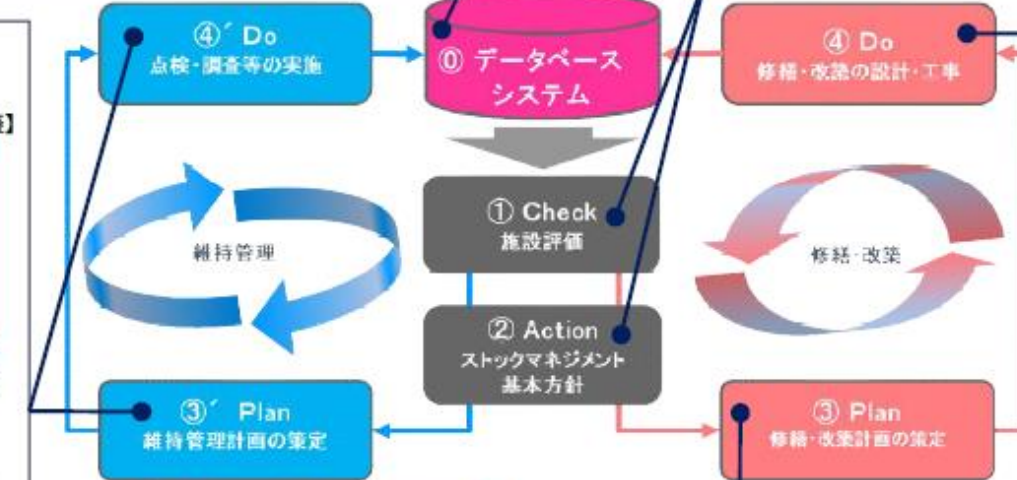 ④´ Do
点検・調査等の実施
⓪ データベース
システム
④ Do
修繕・改築の設計・工事
】
① Check
施設評価
維持管理
修繕・改築
② Action
ストックマネジメント
基本方針
③´ Plan
維持管理計画の策定
③ Plan
修繕・改築計画の策定